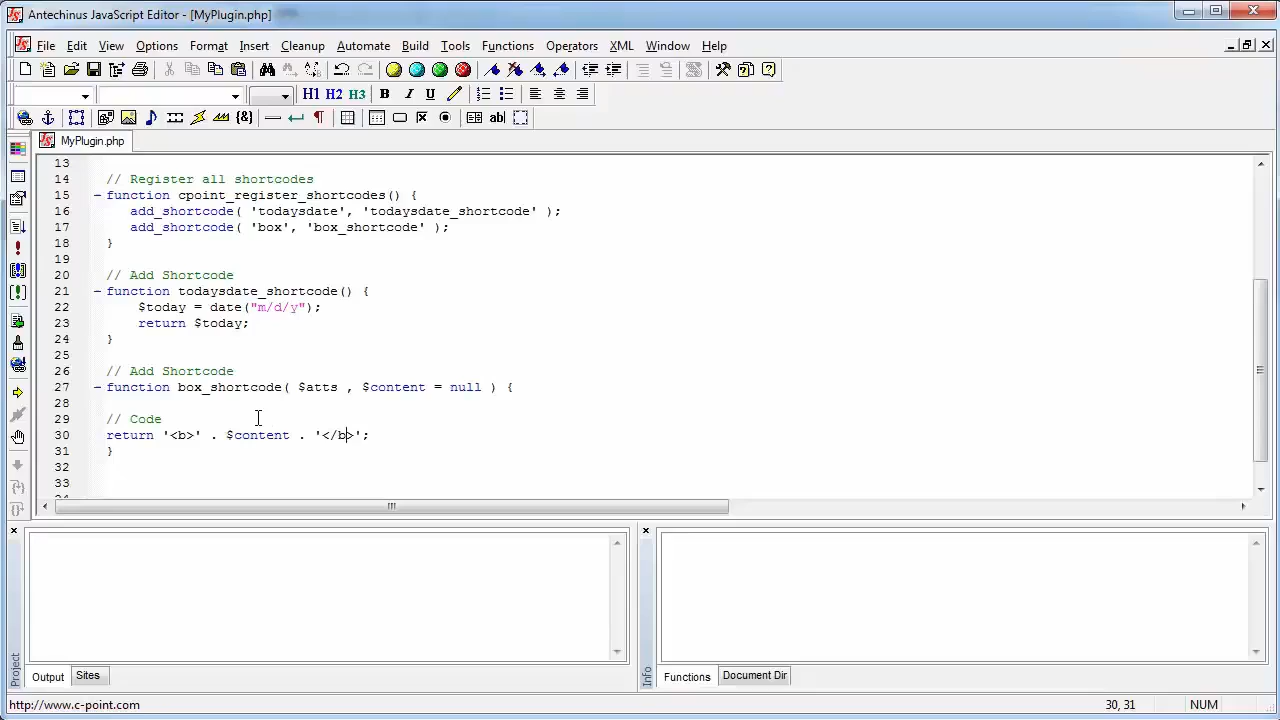 Antechinus JavaScript Editor - [MyPlugin.php]
File Edit View Options Format Insert Cleanup Automate Build Tools Functions Operators XML Window Help
H1 H2 H3 B I U
ab|
MyPlugin.php
13
14 // Register all shortcodes
15 function cpoint_register_shortcodes() {
16 add_shortcode( 'todaysdate', 'todaysdate_shortcode' );
17 add_shortcode( 'box', 'box_shortcode' );
18 }
19
20 // Add Shortcode
21 function todaysdate_shortcode() {
22 $today = date("m/d/y");
23 return $today;
24 }
25
26 // Add Shortcode
27 function box_shortcode( $atts , $content = null ) {
28
29 // Code
30 return '<b>' . $content . '</b>';
31 }
32
33
Project
Info
Output Sites
Functions Document Dir
http://www.c-point.com 30, 31 NUM